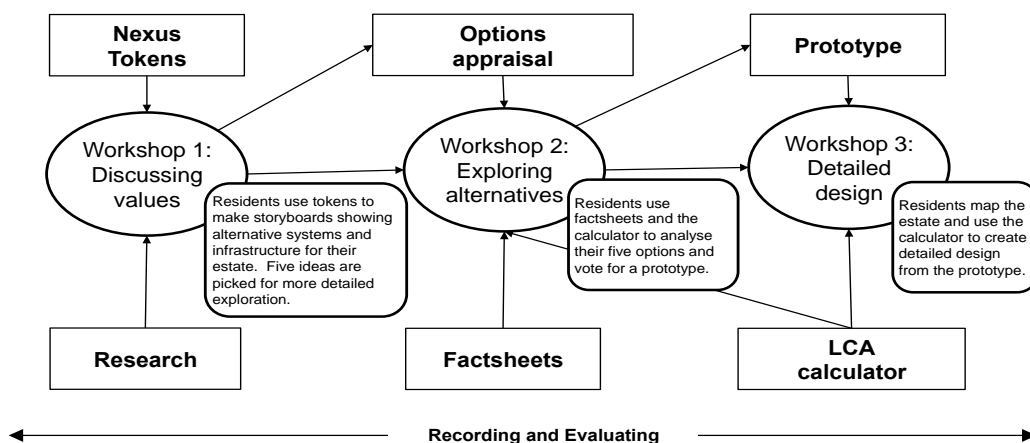 Nexus
Tokens
Options
appraisal
Prototype
Workshop 1:
Discussing
values
Workshop 2:
Exploring
alternatives
Workshop 3:
Detailed
design
Residents use tokens to
make storyboards showing
alternative systems and
infrastructure for their
estate.  Five ideas are
picked for more detailed
exploration.
Residents use
factsheets and the
calculator to analyse
their five options and
vote for a prototype.
Residents map the
estate and use the
calculator to create
detailed design
from the prototype.
Research
Factsheets
LCA
calculator
Recording and Evaluating